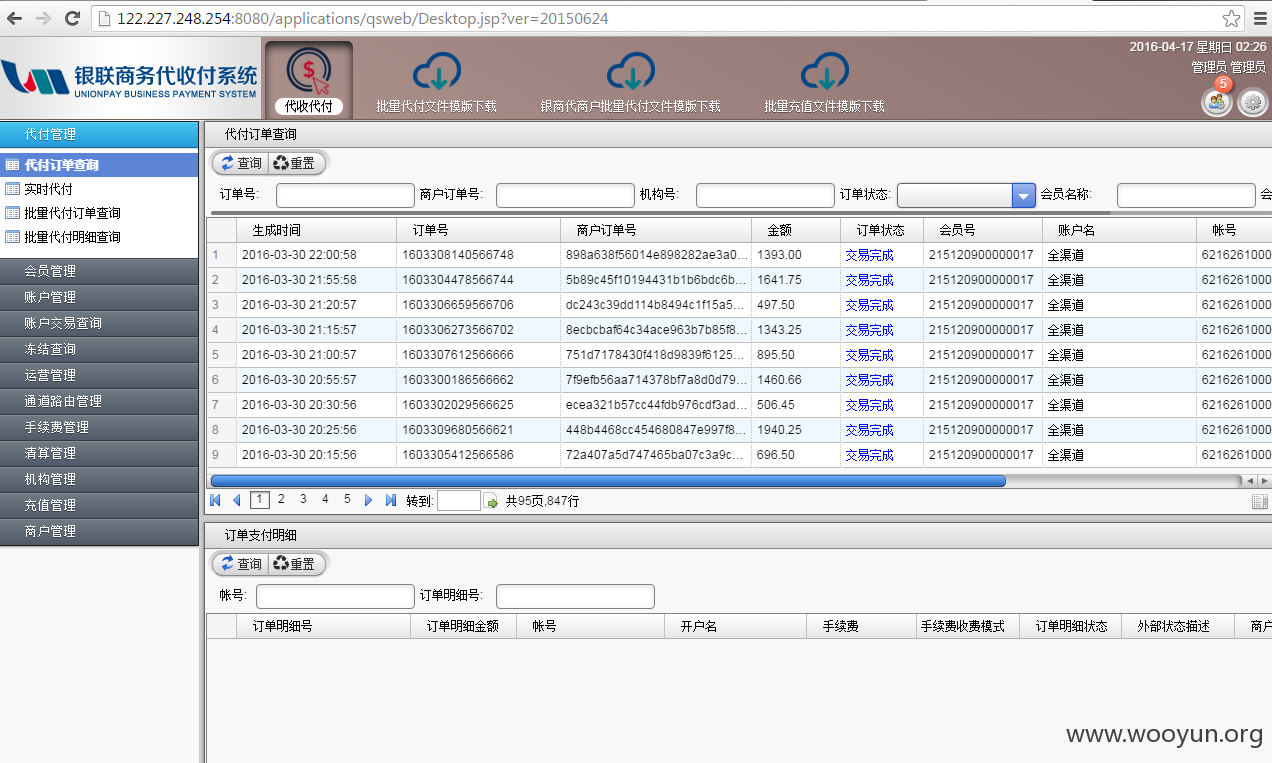 122.227.248.254:8080/applications/qsweb/Desktop.jsp?ver=20150624
2016-04-17 星期日 02:26
管理员 管理员
5
银联商务代收付系统
UNIONPAY BUSINESS PAYMENT SYSTEM
代收代付
批量代付文件模版下载
银商代商户批量代付文件模版下载
批量充值文件模版下载
代付管理
代付订单查询
实时代付
批量代付订单查询
批量代付明细查询
会员管理
账户管理
账户交易查询
冻结查询
运营管理
通道路由管理
手续费管理
清算管理
机构管理
充值管理
商户管理
代付订单查询
查询 重置
订单号: 商户订单号: 机构号: 订单状态: 会员名称: 会
生成时间 订单号 商户订单号 金额 订单状态 会员号 账户名 帐号
1 2016-03-30 22:00:58 1603308140566748 898a638f56014e898282ae3a0... 1393.00 交易完成 215120900000017 全渠道 6216261000
2 2016-03-30 21:55:58 1603304478566744 5b89c45f10194431b1b6bdc6b... 1641.75 交易完成 215120900000017 全渠道 6216261000
3 2016-03-30 21:20:57 1603306659566706 dc243c39dd114b8494c1f15a5... 497.50 交易完成 215120900000017 全渠道 6216261000
4 2016-03-30 21:15:57 1603306273566702 8ecbcbaf64c34ace963b7b85f8... 1343.25 交易完成 215120900000017 全渠道 6216261000
5 2016-03-30 21:00:57 1603307612566666 751d7178430f418d9839f6125... 895.50 交易完成 215120900000017 全渠道 6216261000
6 2016-03-30 20:55:57 1603300186566662 7f9efb56aa714378bf7a8d0d79... 1460.66 交易完成 215120900000017 全渠道 6216261000
7 2016-03-30 20:30:56 1603302029566625 ecea321b57cc44fdb976cdf3ad... 506.45 交易完成 215120900000017 全渠道 6216261000
8 2016-03-30 20:25:56 1603309680566621 448b4468cc454680847e997f8... 1940.25 交易完成 215120900000017 全渠道 6216261000
9 2016-03-30 20:15:56 1603305412566586 72a407a5d747465ba07c3a9c... 696.50 交易完成 215120900000017 全渠道 6216261000
1 2 3 4 5 转到: 共95页,847行
订单支付明细
查询 重置
帐号: 订单明细号:
订单明细号 订单明细金额 帐号 开户名 手续费 手续费收费模式 订单明细状态 外部状态描述 商户
www.wooyun.org